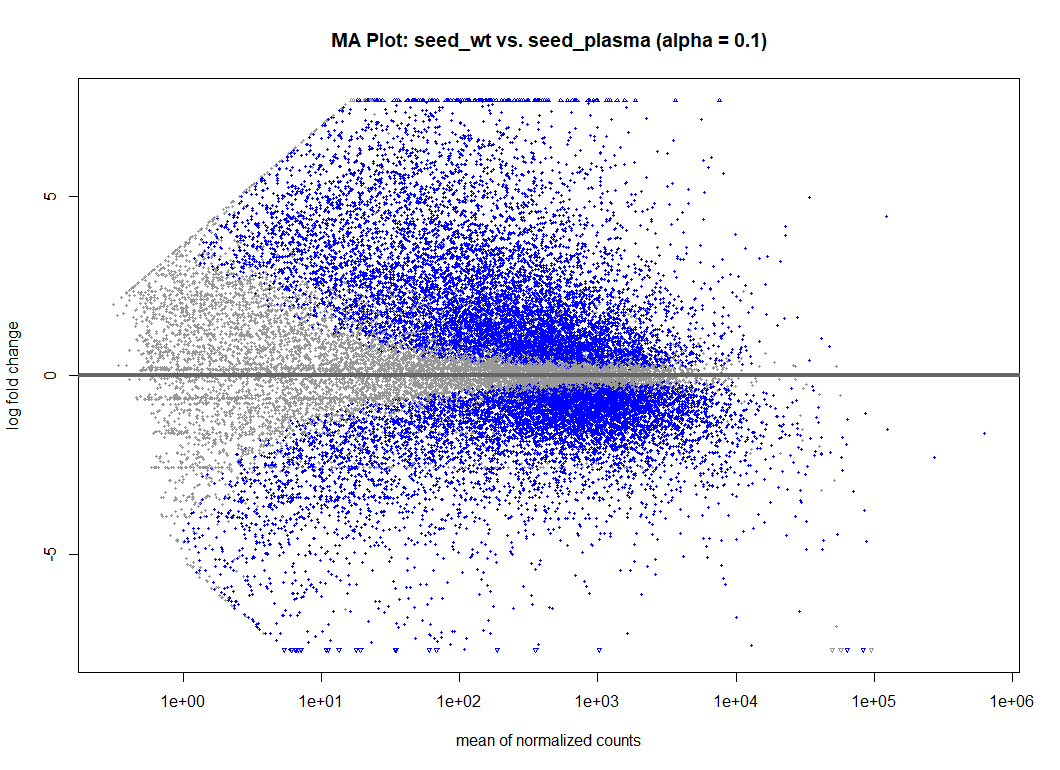 MA Plot: seed_wt vs. seed_plasma (alpha = 0.1)
log fold change
5
0
-5
1e+00 1e+01 1e+02 1e+03 1e+04 1e+05 1e+06
mean of normalized counts